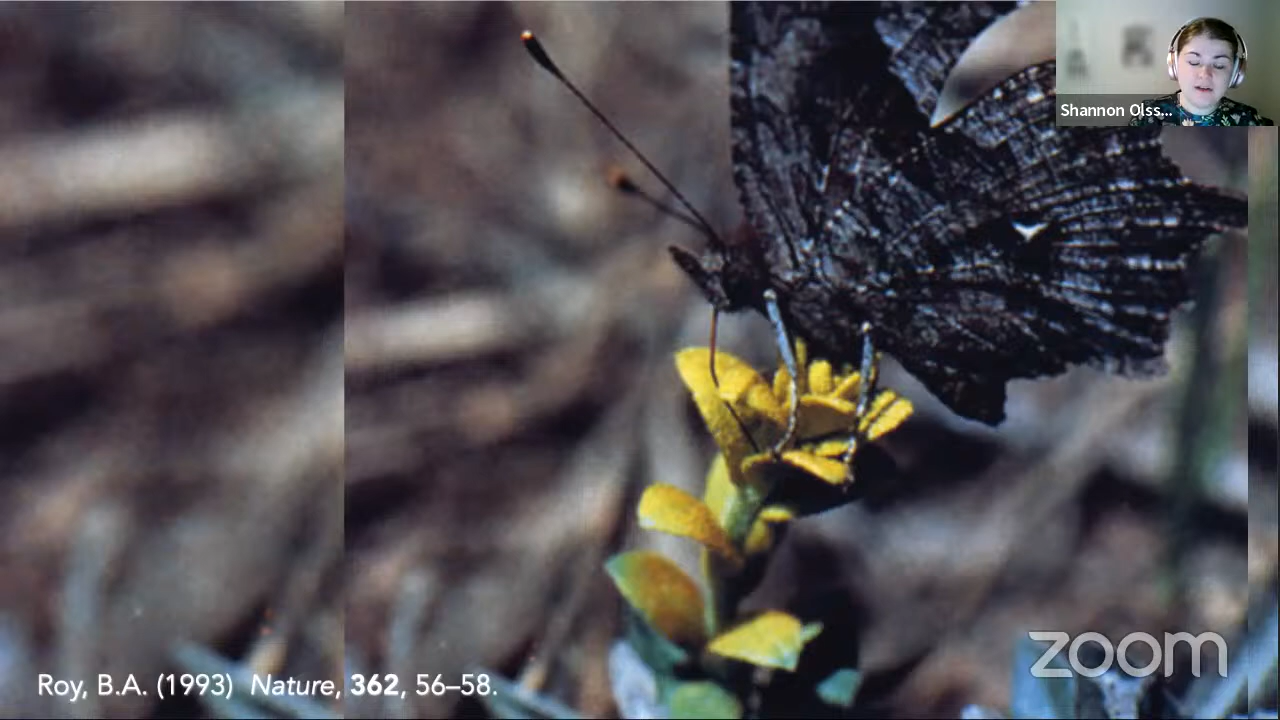 Shannon Olss...
Roy, B.A. (1993) Nature, 362, 56–58.
zoom